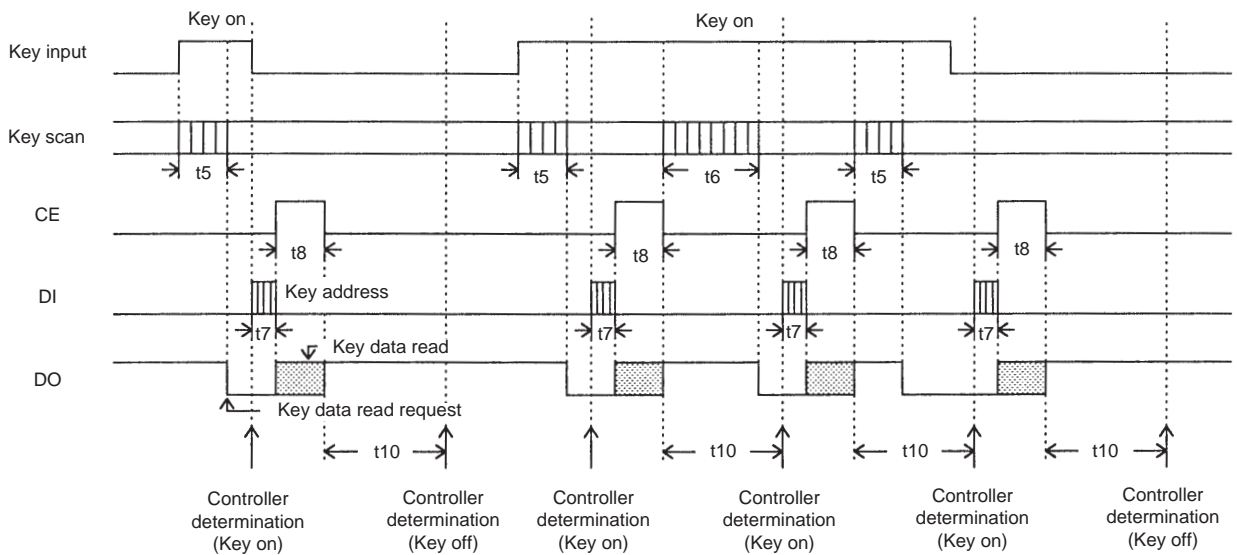 Key on
Key on
Key input
Key scan
t5
t5
t6
t5
CE
t8
t8
t8
t8
DI
Key address
t7
t7
t7
t7
Key data read
DO
Key data read request
t10
t10
t10
t10
Controller
determination
(Key on)
Controller
determination
(Key off)
Controller
determination
(Key on)
Controller
determination
(Key on)
Controller
determination
(Key on)
Controller
determination
(Key off)